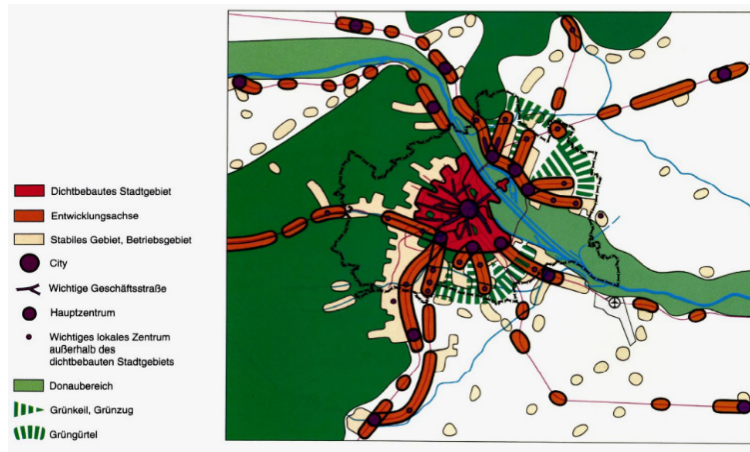 Dichtbebautes Stadtgebiet
Entwicklungsachse
Stabiles Gebiet, Betriebsgebiet
City
Wichtige Geschäftsstraße
Hauptzentrum
Wichtiges lokales Zentrum
außerhalb des
dichtbebauten Stadtgebiets
Donaubereich
Grünkeil, Grünzug
Grüngürtel